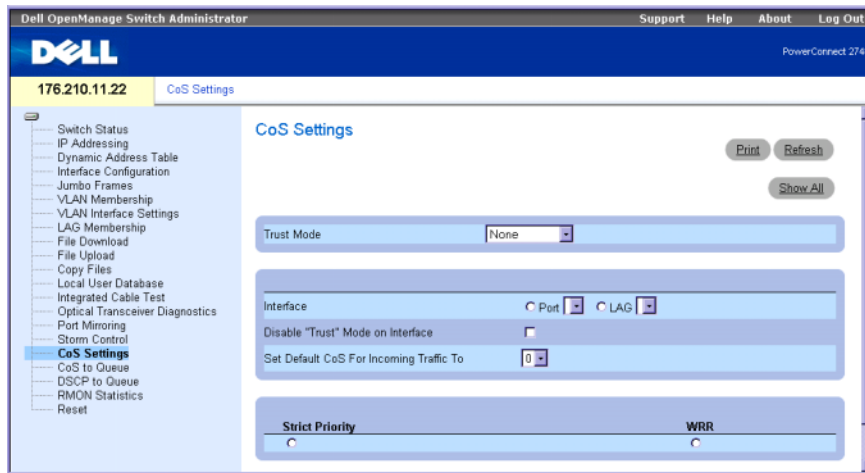 Dell OpenManage Switch Administrator
Support Help About Log Out
DELL
PowerConnect 274
176.210.11.22
CoS Settings
Switch Status
IP Addressing
Dynamic Address Table
Interface Configuration
Jumbo Frames
VLAN Membership
VLAN Interface Settings
LAG Membership
File Download
File Upload
Copy Files
Local User Database
Integrated Cable Test
Optical Transceiver Diagnostics
Port Mirroring
Storm Control
CoS Settings
CoS to Queue
DSCP to Queue
RMON Statistics
Reset
CoS Settings
Print Refresh
Show All
Trust Mode None
Interface Port LAG
Disable "Trust" Mode on Interface
Set Default CoS For Incoming Traffic To 0
Strict Priority WRR